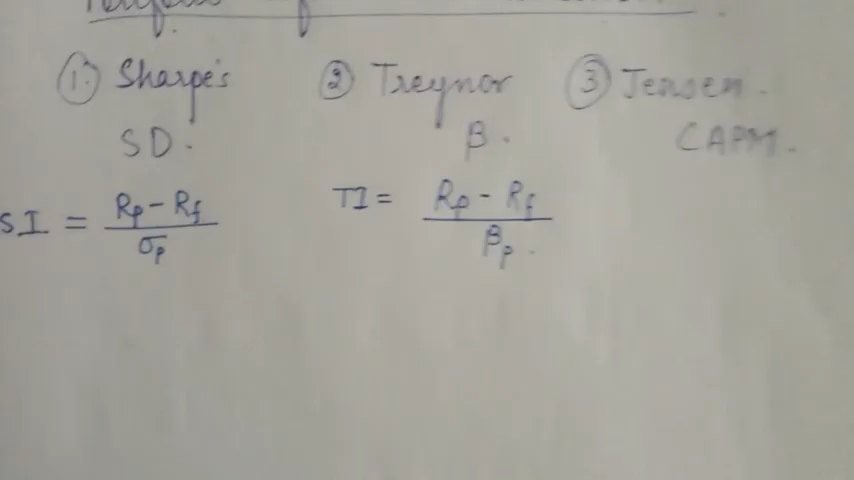 ① Sharpe's ② Treynor ③ Jensen.
SD. β. CAPM.
SI = Rp - Rf / σp TI = Rp - Rf / βp.